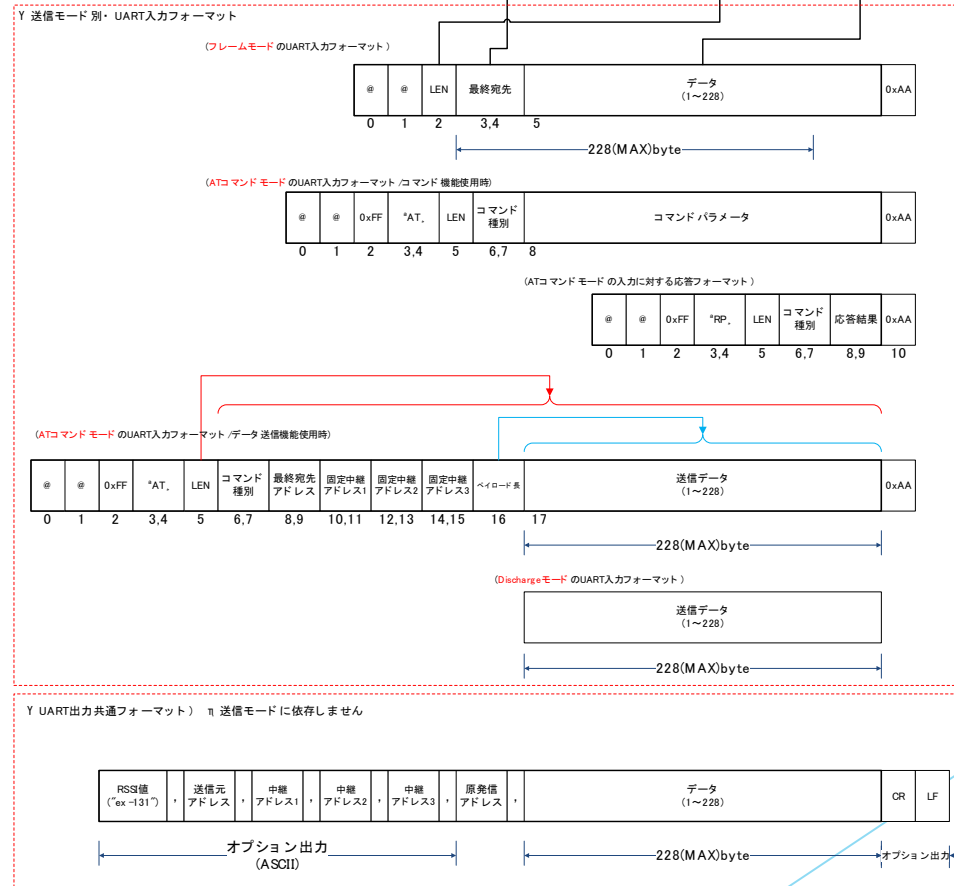 Ɏ 送信モード別・UART入力フォーマット
(フレームモードのUART入力フォーマット)
@ @ LEN 最終宛先 データ 0xAA
(1～228)
0 1 2 3,4 5
228(MAX)byte
(ATコマンドモードのUART入力フォーマット/コマンド機能使用時)
@ @ 0xFF "AT„ LEN コマンド種別 コマンドパラメータ 0xAA
0 1 2 3,4 5 6,7 8
(ATコマンドモードの入力に対する応答フォーマット)
@ @ 0xFF "RP„ LEN コマンド種別 応答結果 0xAA
0 1 2 3,4 5 6,7 8,9 10
(ATコマンドモードのUART入力フォーマット/データ送信機能使用時)
@ @ 0xFF "AT„ LEN コマンド種別 最終宛先アドレス 固定中継アドレス1 固定中継アドレス2 固定中継アドレス3 ペイロード長 送信データ 0xAA
(1～228)
0 1 2 3,4 5 6,7 8,9 10,11 12,13 14,15 16 17
228(MAX)byte
(DischargeモードのUART入力フォーマット)
送信データ
(1～228)
228(MAX)byte
Ɏ UART出力共通フォーマット) η 送信モードに依存しません
RSSI値 , 送信元アドレス , 中継アドレス1 , 中継アドレス2 , 中継アドレス3 , 原発信アドレス , データ CR LF
("ex -131") (1～228)
オプション出力 228(MAX)byte オプション出力
(ASCII)